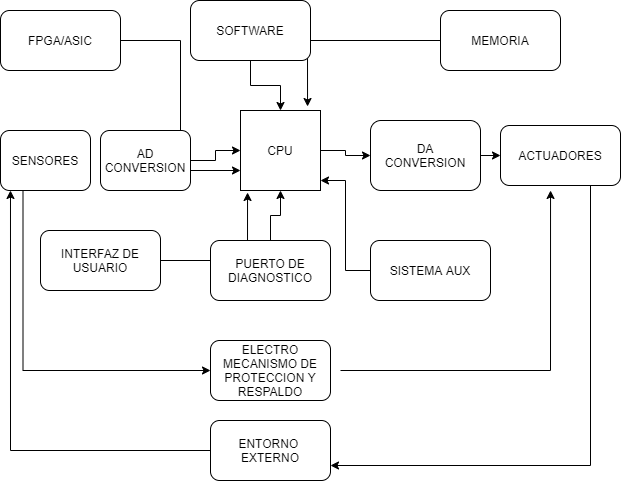 FPGA/ASIC
SOFTWARE
MEMORIA
SENSORES
AD
CONVERSION
CPU
DA
CONVERSION
ACTUADORES
INTERFAZ DE
USUARIO
PUERTO DE
DIAGNOSTICO
SISTEMA AUX
ELECTRO
MECANISMO DE
PROTECCION Y
RESPALDO
ENTORNO
EXTERNO